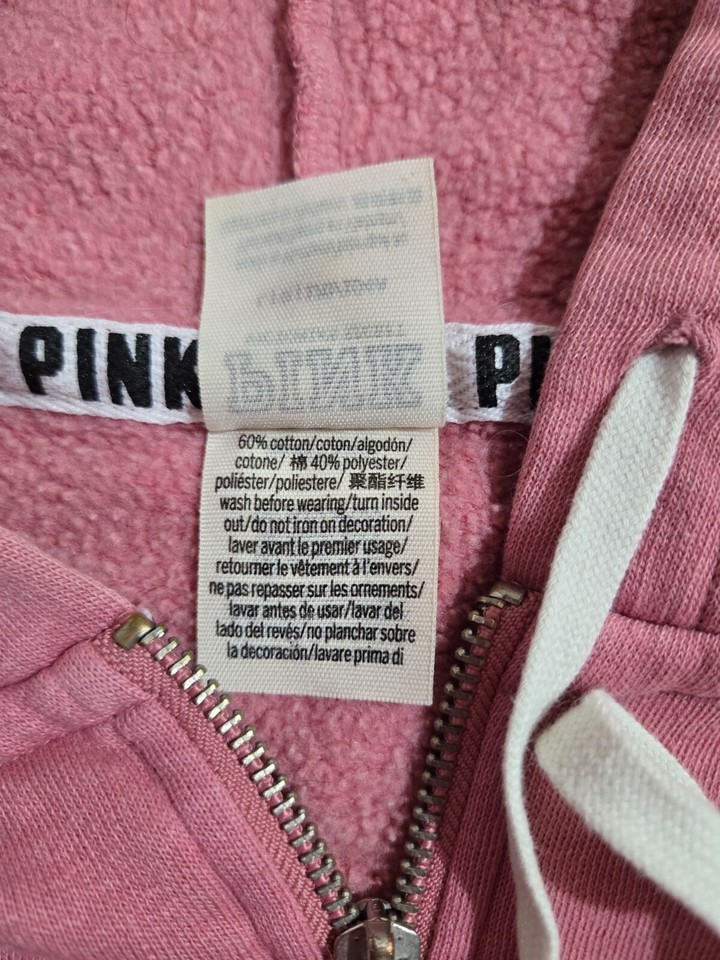 PINK
PI
60% cotton/coton/algodón/
cotone/ 棉 40% polyester/
poliéster/poliestere/ 聚酯纤维
wash before wearing/turn inside
out/do not iron on decoration/
laver avant le premier usage/
retourner le vêtement à l'envers/
ne pas repasser sur les ornements/
lavar antes de usar/lavar del
lado del revés/no planchar sobre
la decoración/lavare prima di